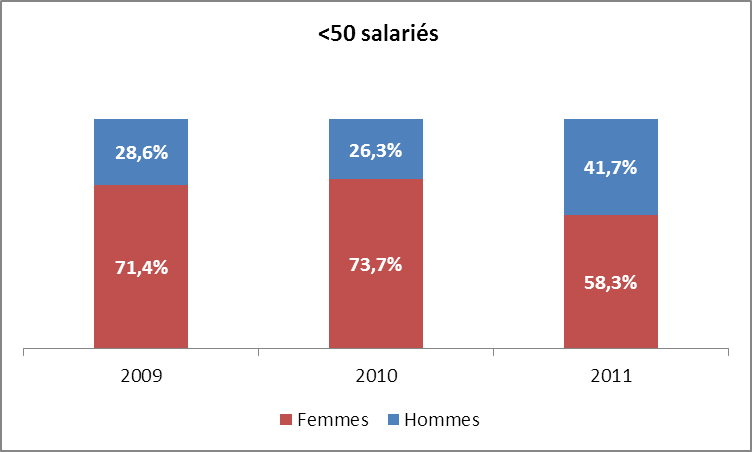 <50 salariés
28,6% 26,3% 41,7%
71,4% 73,7% 58,3%
2009 2010 2011
Femmes Hommes